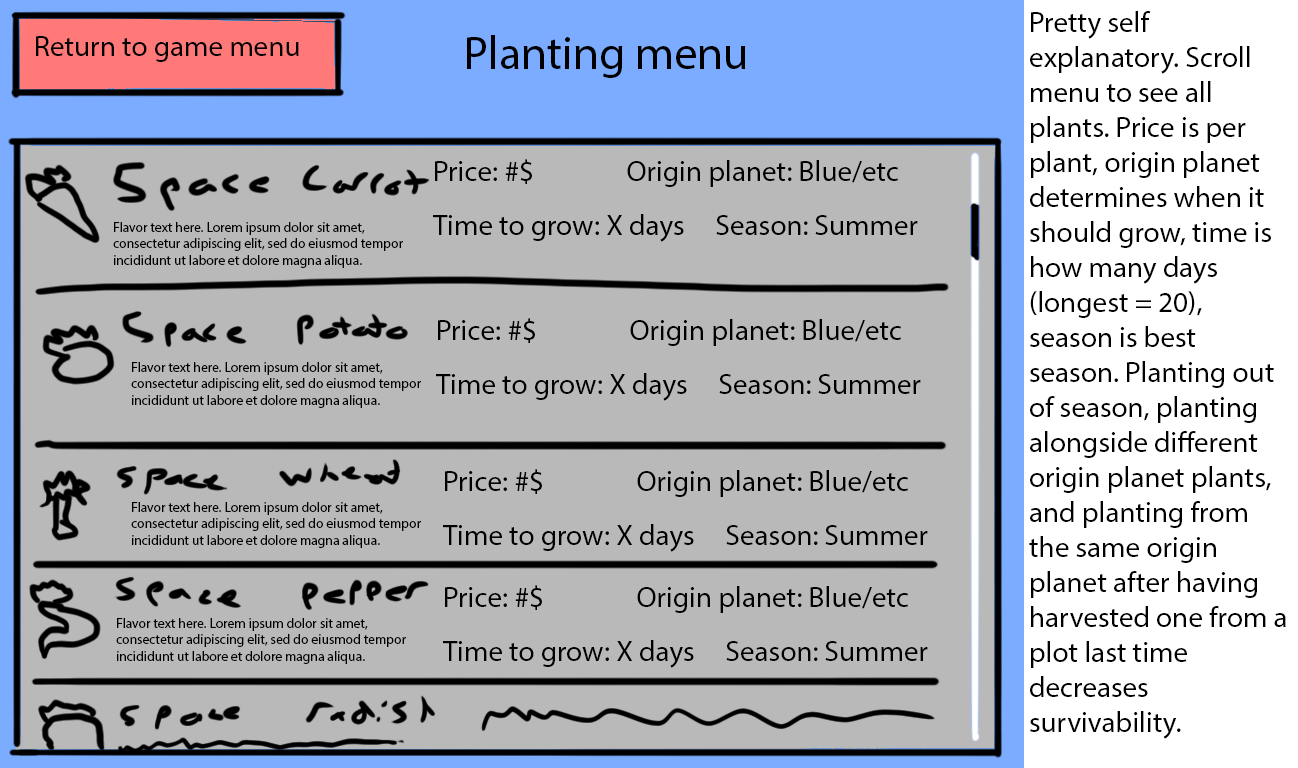 Return to game menu
Planting menu
Space Carrot
Price: #$
Origin planet: Blue/etc
Flavor text here. Lorem ipsum dolor sit amet,
consectetur adipiscing elit, sed do eiusmod tempor
incididunt ut labore et dolore magna aliqua.
Time to grow: X days
Season: Summer
Space Potato
Price: #$
Origin planet: Blue/etc
Flavor text here. Lorem ipsum dolor sit amet,
consectetur adipiscing elit, sed do eiusmod tempor
incididunt ut labore et dolore magna aliqua.
Time to grow: X days
Season: Summer
Space wheat
Price: #$
Origin planet: Blue/etc
Flavor text here. Lorem ipsum dolor sit amet,
consectetur adipiscing elit, sed do eiusmod tempor
incididunt ut labore et dolore magna aliqua.
Time to grow: X days
Season: Summer
Space pepper
Price: #$
Origin planet: Blue/etc
Flavor text here. Lorem ipsum dolor sit amet,
consectetur adipiscing elit, sed do eiusmod tempor
incididunt ut labore et dolore magna aliqua.
Time to grow: X days
Season: Summer
space radish
Pretty self
explanatory. Scroll
menu to see all
plants. Price is per
plant, origin planet
determines when it
should grow, time is
how many days
(longest = 20),
season is best
season. Planting out
of season, planting
alongside different
origin planet plants,
and planting from
the same origin
planet after having
harvested one from a
plot last time
decreases
survivability.